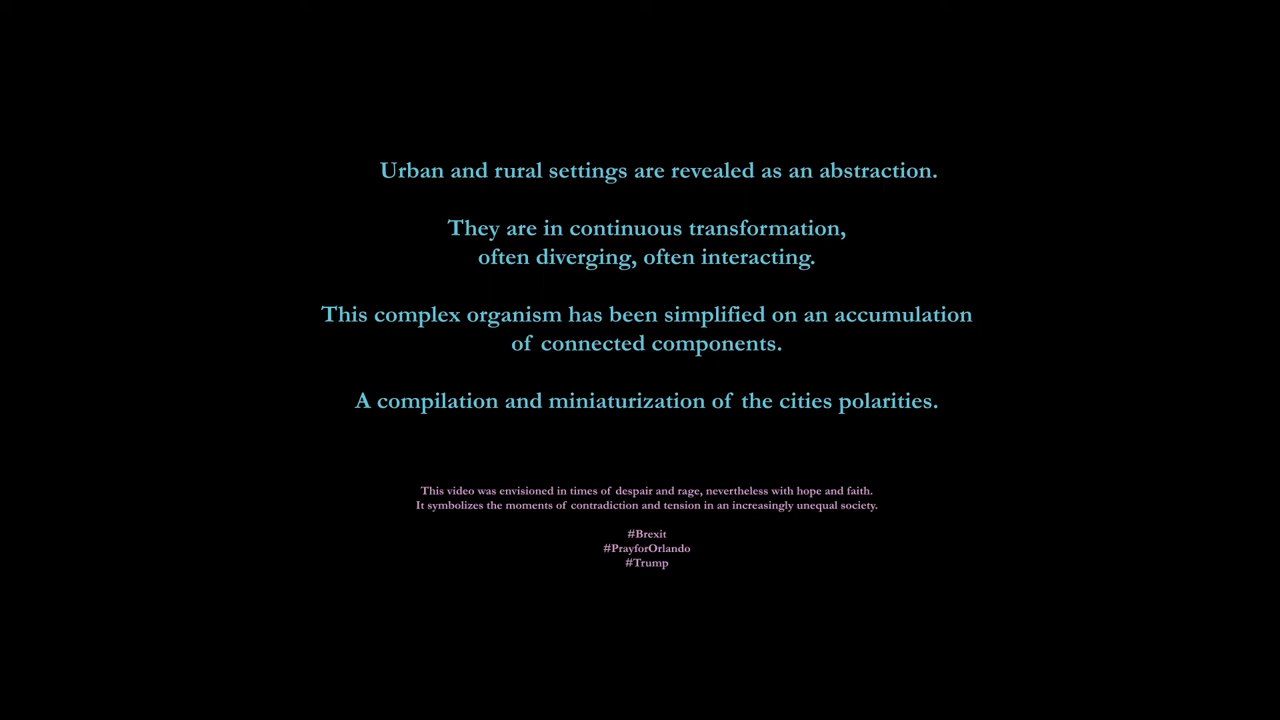 Urban and rural settings are revealed as an abstraction.
They are in continuous transformation,
often diverging, often interacting.
This complex organism has been simplified on an accumulation
of connected components.
A compilation and miniaturization of the cities polarities.
This video was envisioned in times of despair and rage, nevertheless with hope and faith.
It symbolizes the moments of contradiction and tension in an increasingly unequal society.
#Brexit
#PrayforOrlando
#Trump